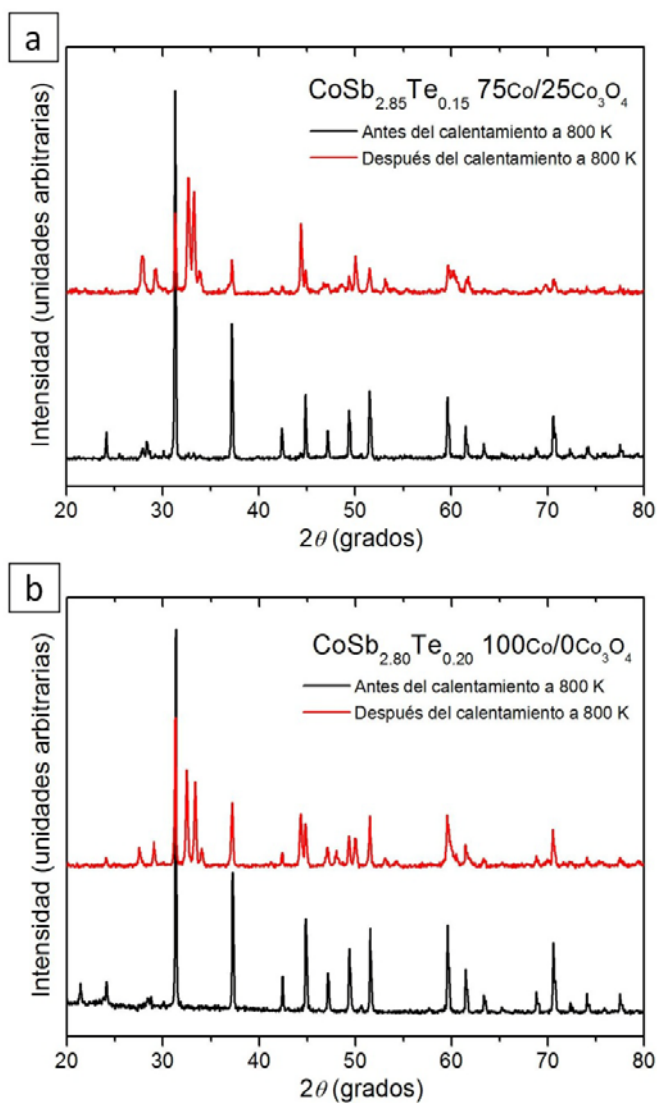 a
CoSb2.85Te0.15 75Co/25Co3O4
Antes del calentamiento a 800 K
Después del calentamiento a 800 K
Intensidad (unidades arbitrarias)
20 30 40 50 60 70 80
2θ (grados)
b
CoSb2.80Te0.20 100Co/0Co3O4
Antes del calentamiento a 800 K
Después del calentamiento a 800 K
Intensidad (unidades arbitrarias)
20 30 40 50 60 70 80
2θ (grados)